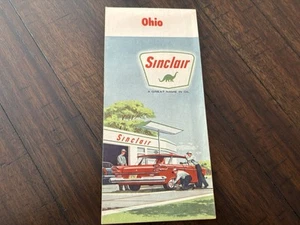 Ohio
Sinclair
A GREAT NAME IN OIL
Sinclair